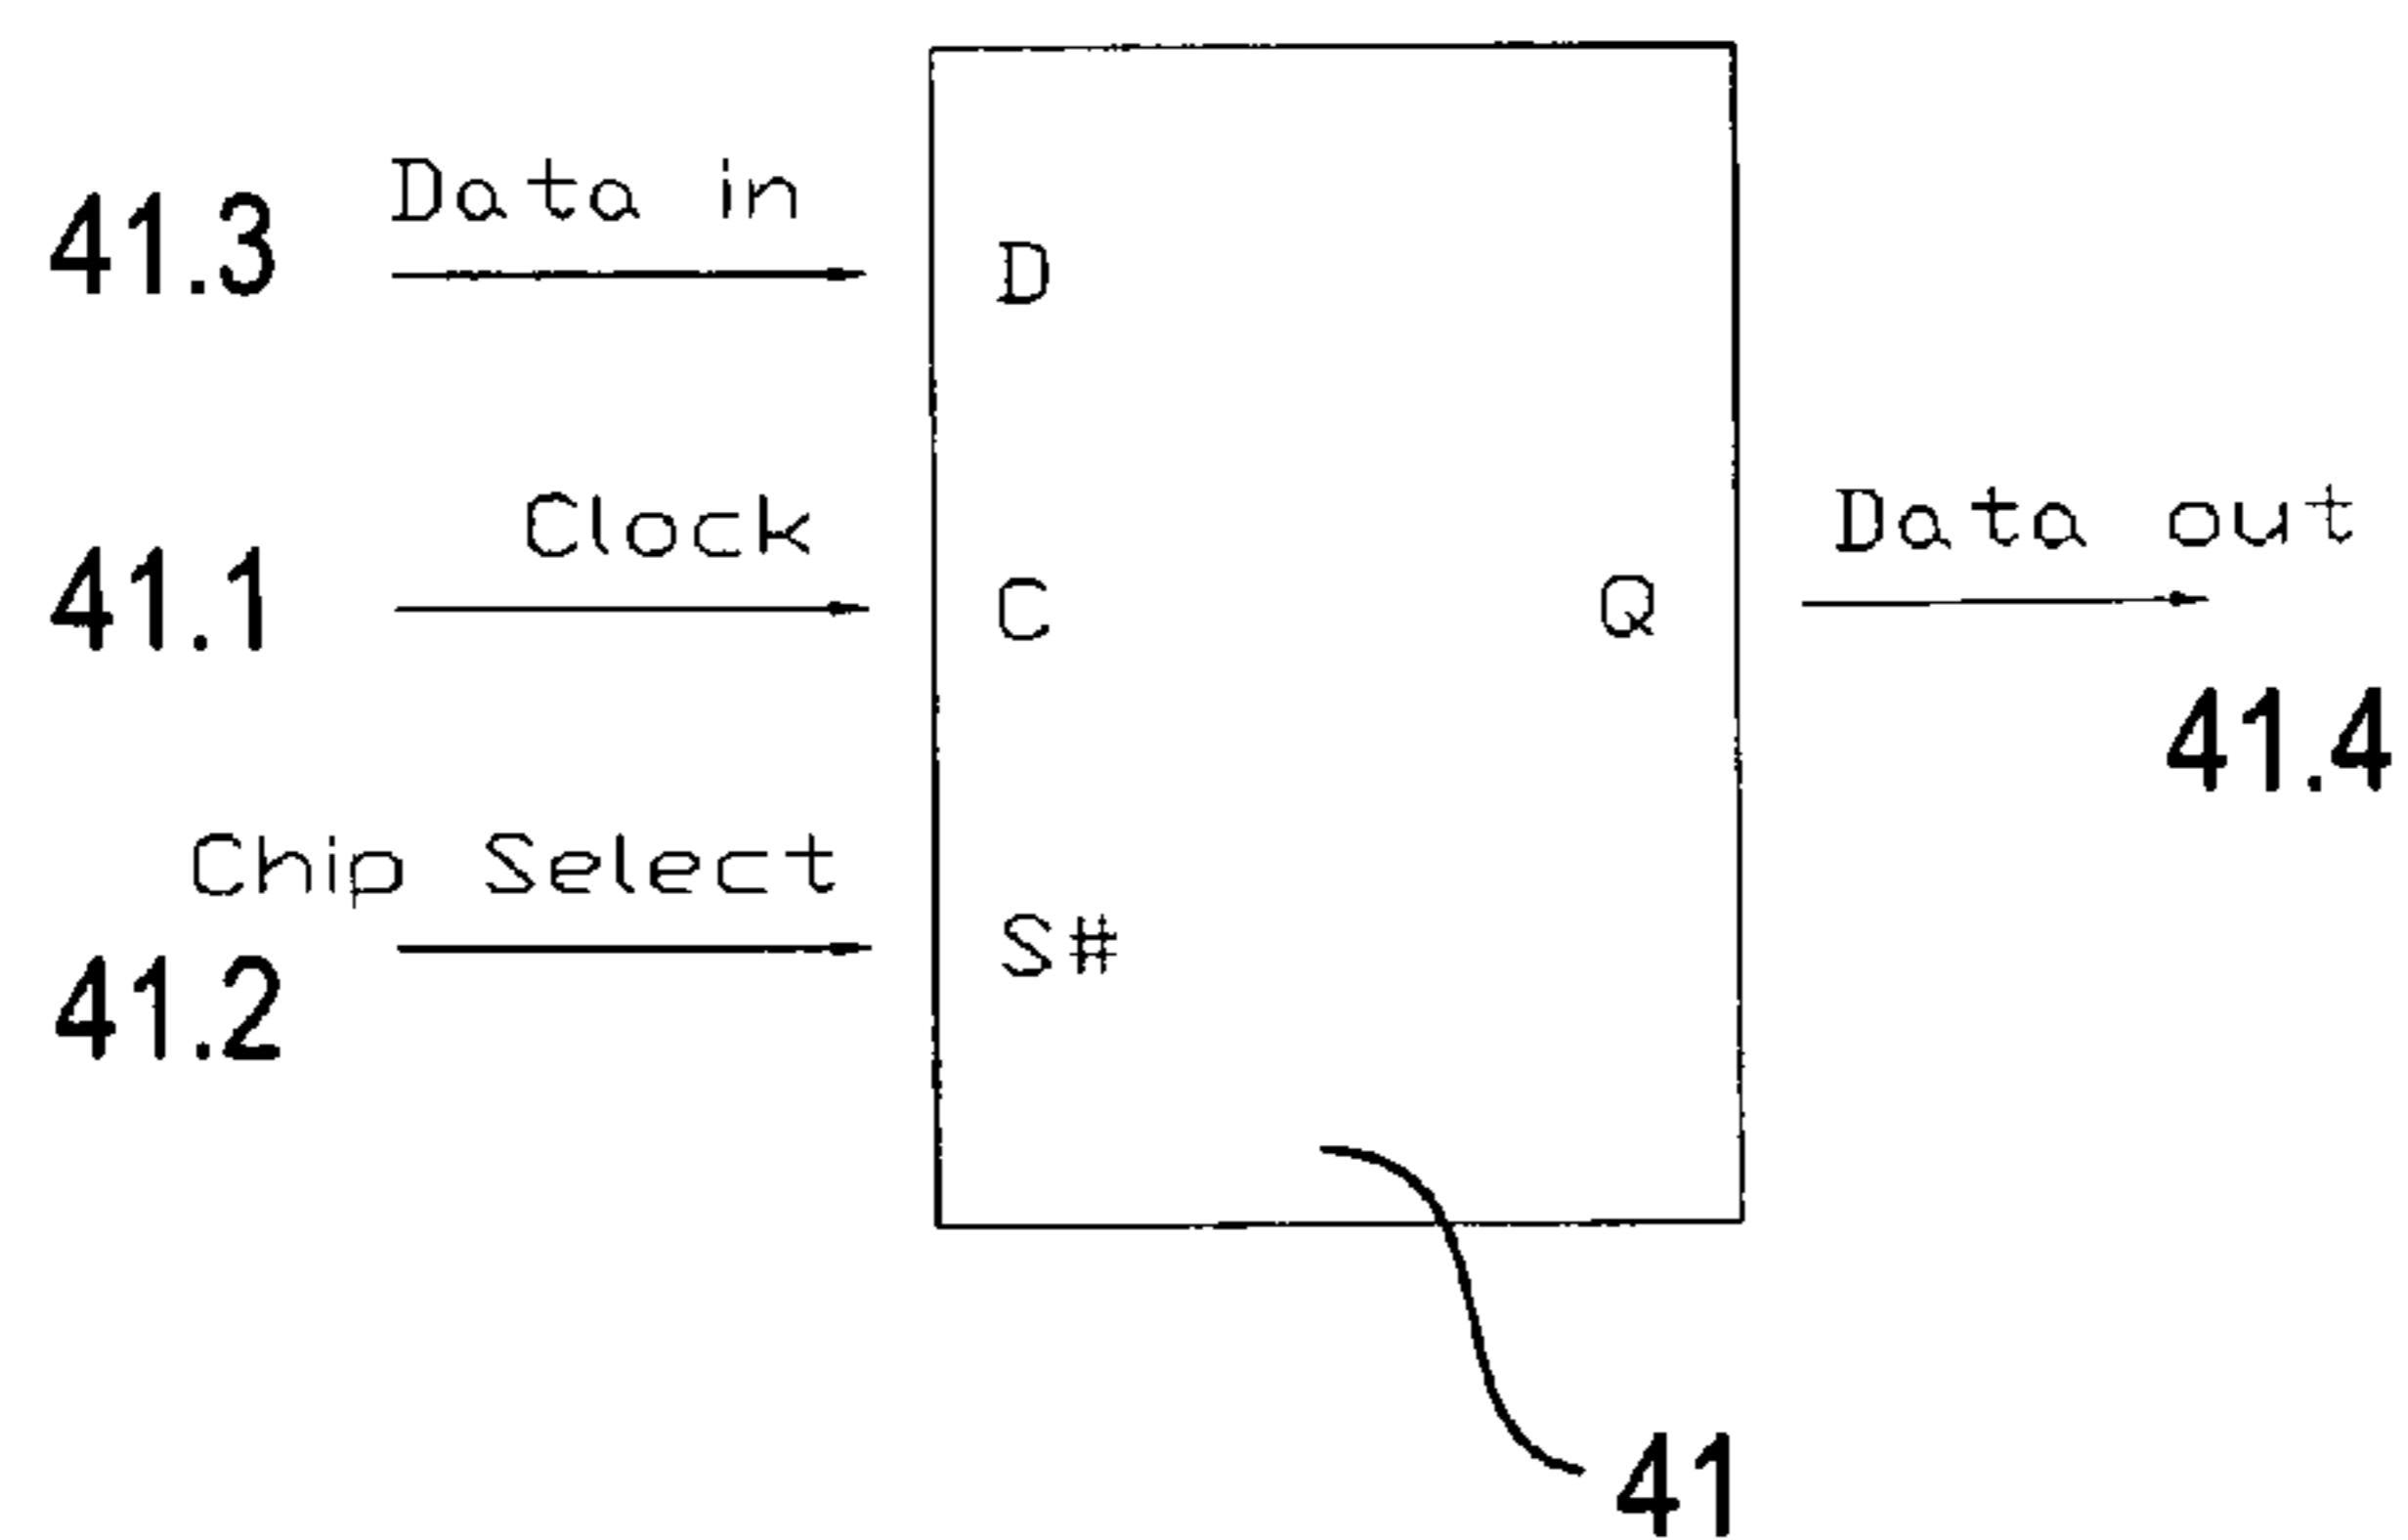 Data in
41.3
D
Clock
41.1
C
Q
Data out
41.4
Chip Select
S#
41.2
41